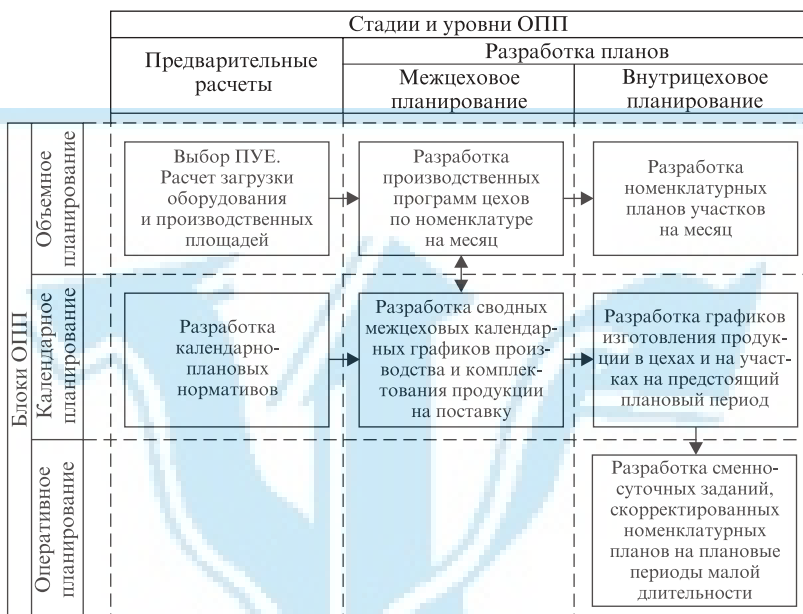 Стадии и уровни ОПП
Предварительные
расчеты
Разработка планов
Межцеховое
планирование
Внутрицеховое
планирование
Блоки ОПП
Объемное
планирование
Выбор ПУЕ.
Расчет загрузки
оборудования
и производственных
площадей
Разработка
производственных
программ цехов
по номенклатуре
на месяц
Разработка
номенклатурных
планов участков
на месяц
Календарное
планирование
Разработка
календарно-
плановых
нормативов
Разработка сводных
межцеховых календар-
ных графиков произ-
водства и комплек-
тования продукции
на поставку
Разработка графиков
изготовления продук-
ции в цехах и на участ-
ках на предстоящий
плановый период
Оперативное
планирование
Разработка сменно-
суточных заданий,
скорректированных
номенклатурных
планов на плановые
периоды малой
длительности